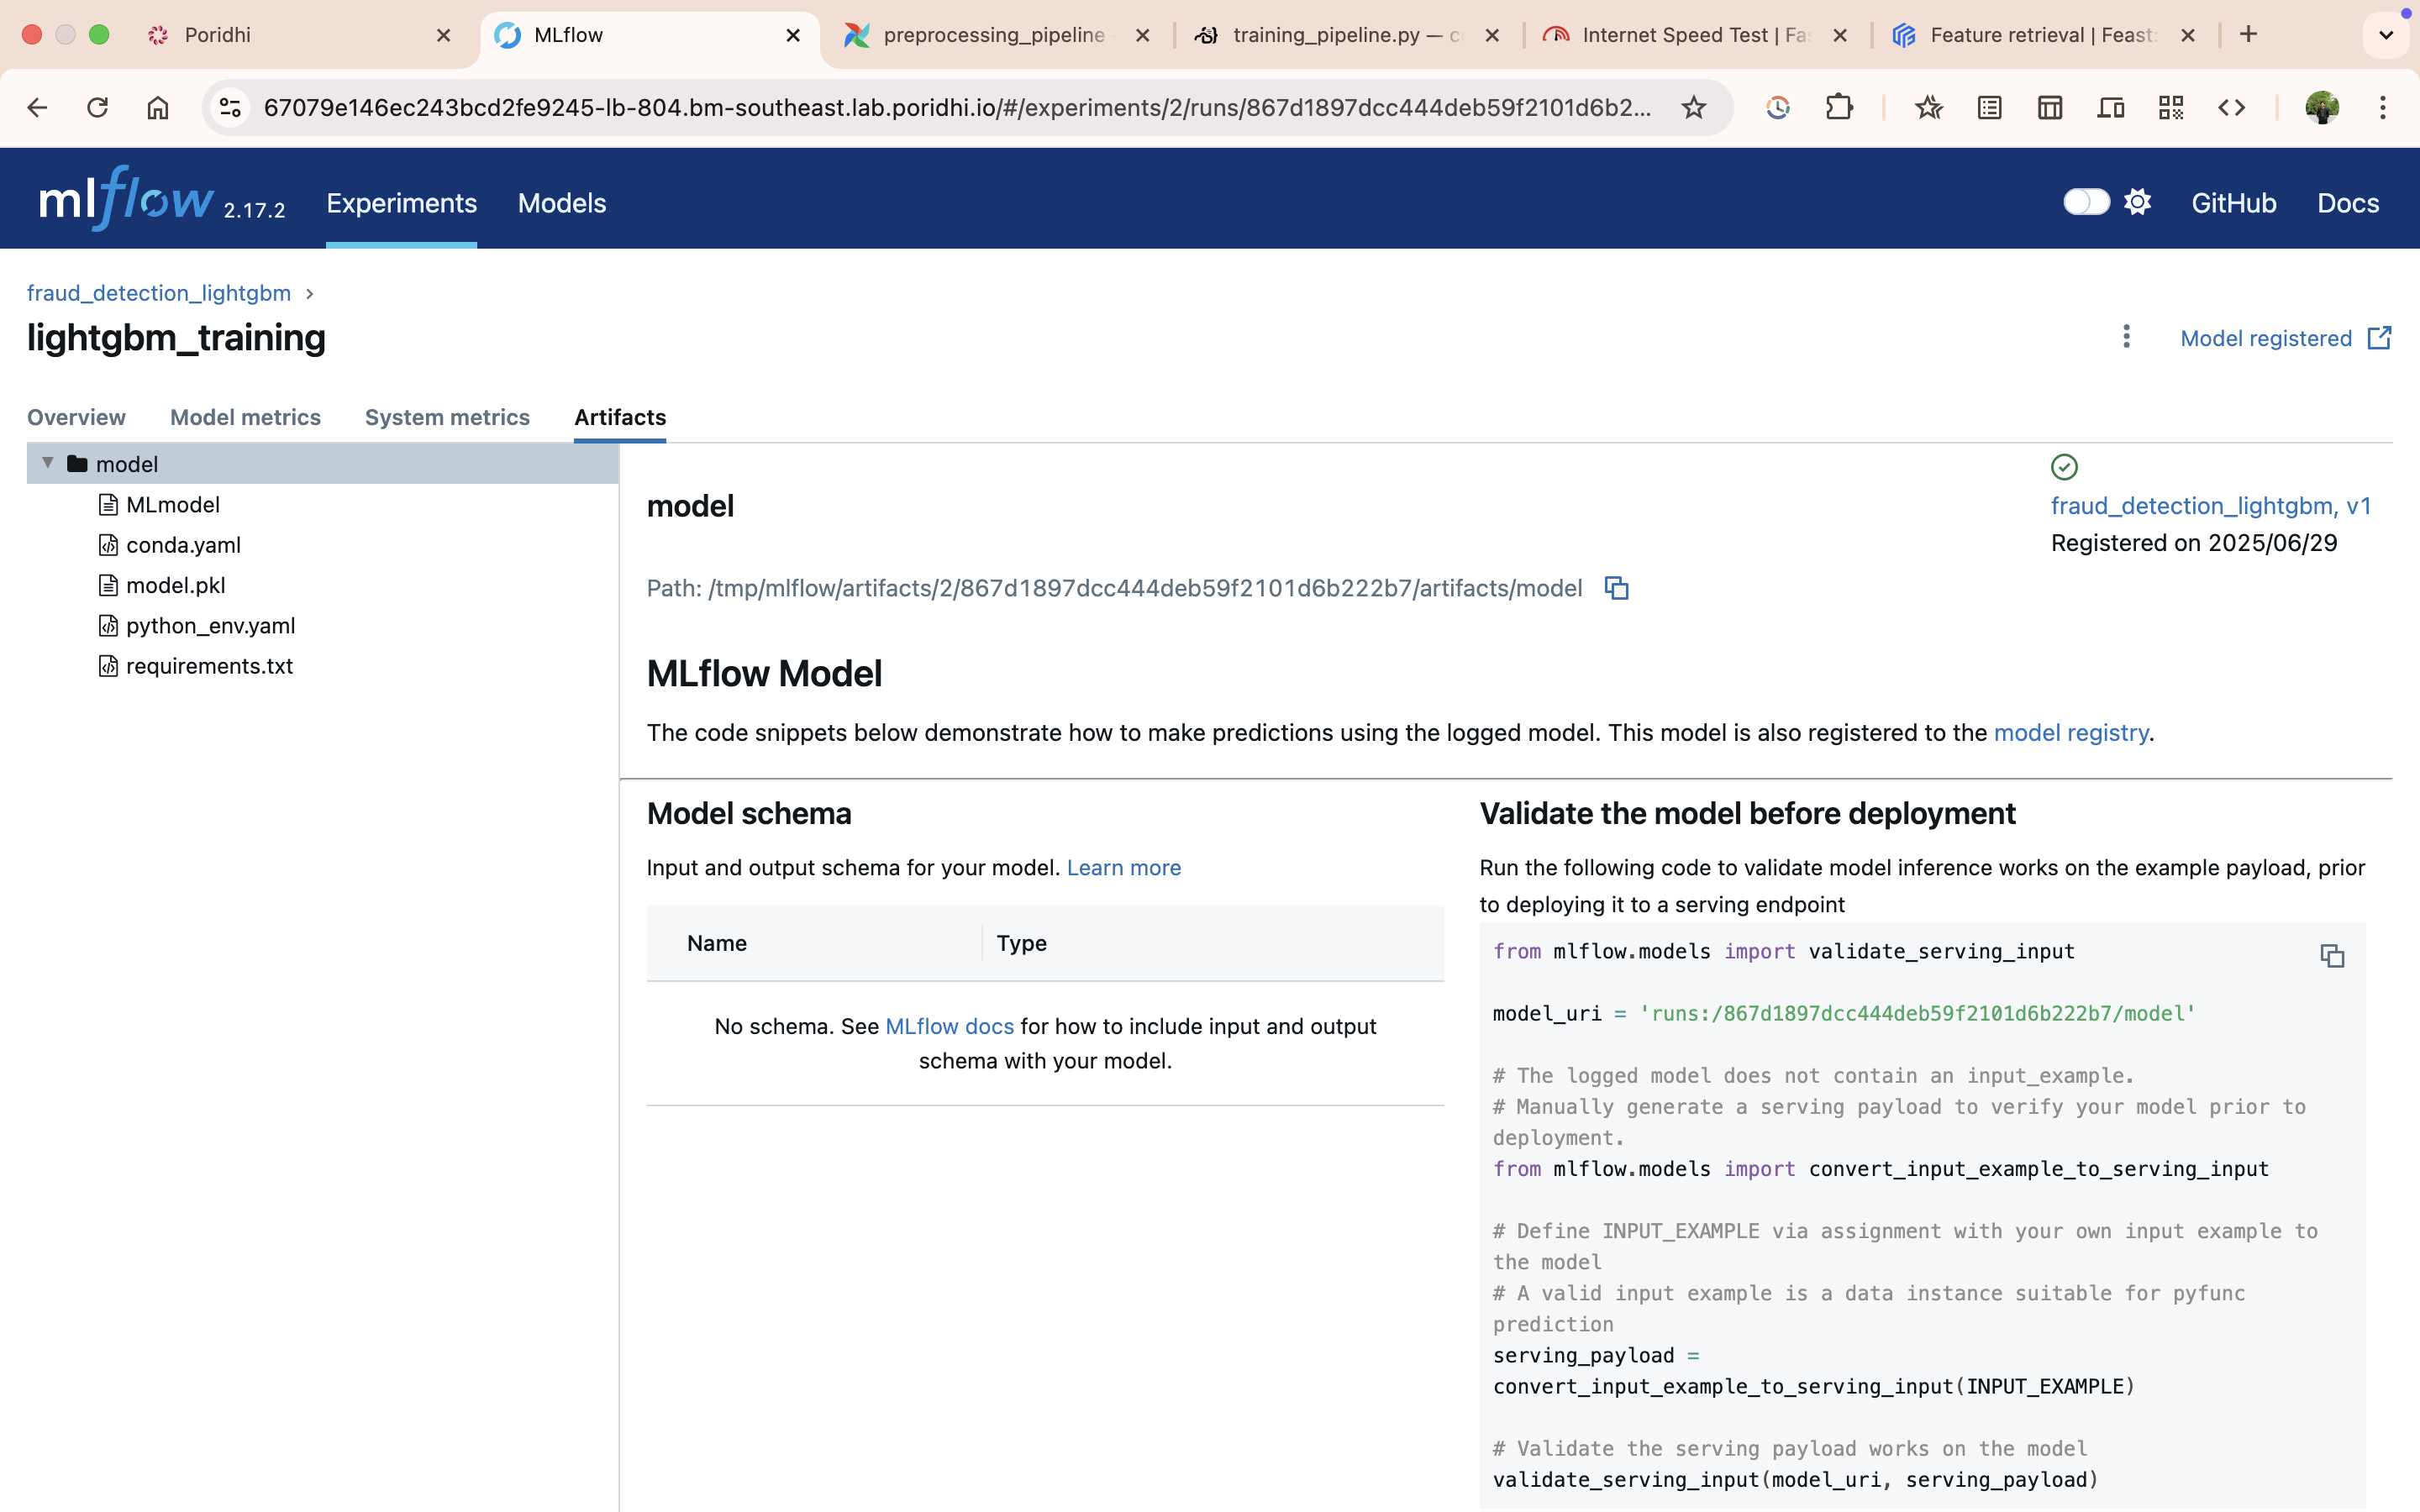 Poridhi
MLflow
preprocessing_pipeline
training_pipeline.py — c
Internet Speed Test | Fa
Feature retrieval | Feast:
67079e146ec243bcd2fe9245-lb-804.bm-southeast.lab.poridhi.io/#/experiments/2/runs/867d1897dcc444deb59f2101d6b2...
mlflow 2.17.2
Experiments
Models
GitHub
Docs
fraud_detection_lightgbm
lightgbm_training
Model registered
Overview
Model metrics
System metrics
Artifacts
model
MLmodel
conda.yaml
model.pkl
python_env.yaml
requirements.txt
model
fraud_detection_lightgbm, v1
Registered on 2025/06/29
Path: /tmp/mlflow/artifacts/2/867d1897dcc444deb59f2101d6b222b7/artifacts/model
MLflow Model
The code snippets below demonstrate how to make predictions using the logged model. This model is also registered to the model registry.
Model schema
Input and output schema for your model. Learn more
Name Type
No schema. See MLflow docs for how to include input and output
schema with your model.
Validate the model before deployment
Run the following code to validate model inference works on the example payload, prior
to deploying it to a serving endpoint
from mlflow.models import validate_serving_input
model_uri = 'runs:/867d1897dcc444deb59f2101d6b222b7/model'
# The logged model does not contain an input_example.
# Manually generate a serving payload to verify your model prior to
deployment.
from mlflow.models import convert_input_example_to_serving_input
# Define INPUT_EXAMPLE via assignment with your own input example to
the model
# A valid input example is a data instance suitable for pyfunc
prediction
serving_payload =
convert_input_example_to_serving_input(INPUT_EXAMPLE)
# Validate the serving payload works on the model
validate_serving_input(model_uri, serving_payload)